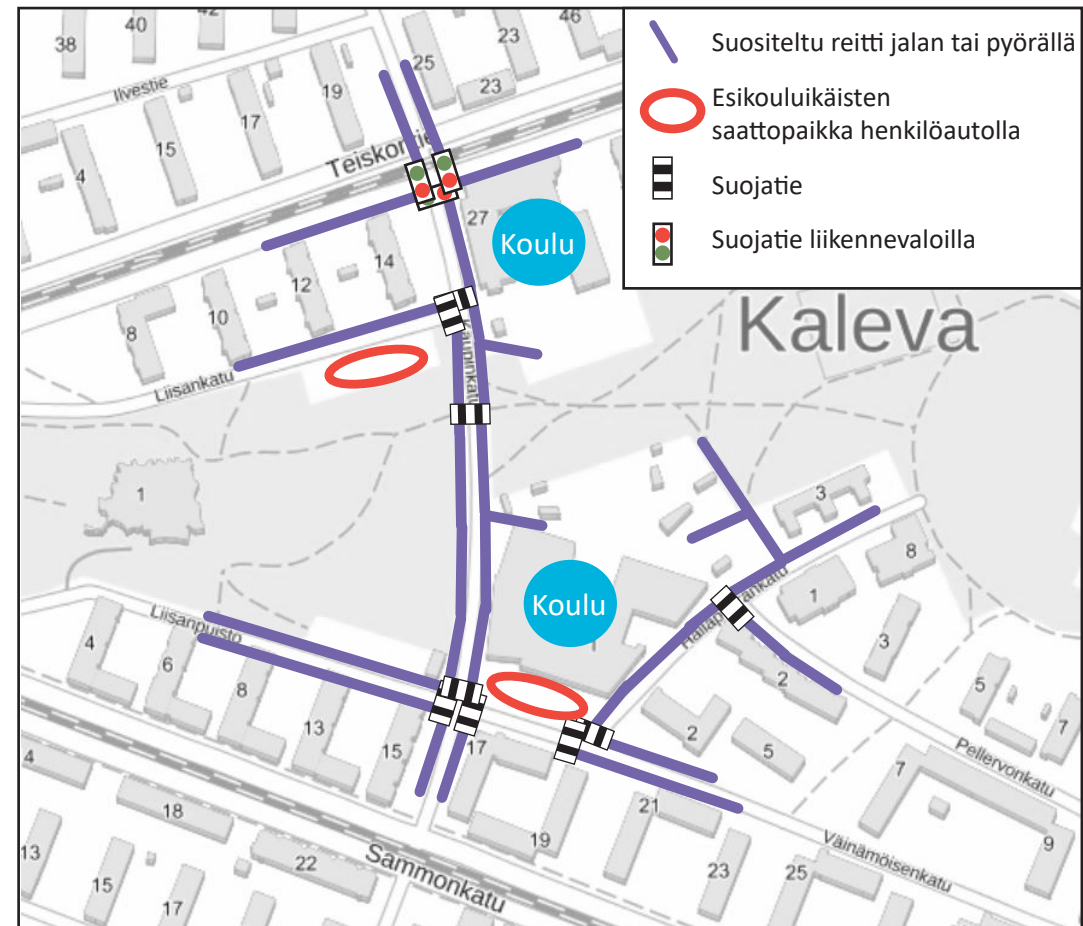 38
40
42
25
23
46
23
Ilvestie
19
17
15
4
Teiskontie
27
Koulu
14
12
10
8
Liisankatu
Kaupinkatu
Kaleva
1
3
8
1
3
2
5
7
Koulu
Liisanpuisto
4
6
8
13
15
17
2
5
7
9
Pellervonkatu
4
18
22
19
21
23
25
Väinämöisenkatu
Sammonkatu
13
15
17
Suositeltu reitti jalan tai pyörällä
Esikouluikäisten
saattopaikka henkilöautolla
Suojatie
Suojatie liikennevaloilla